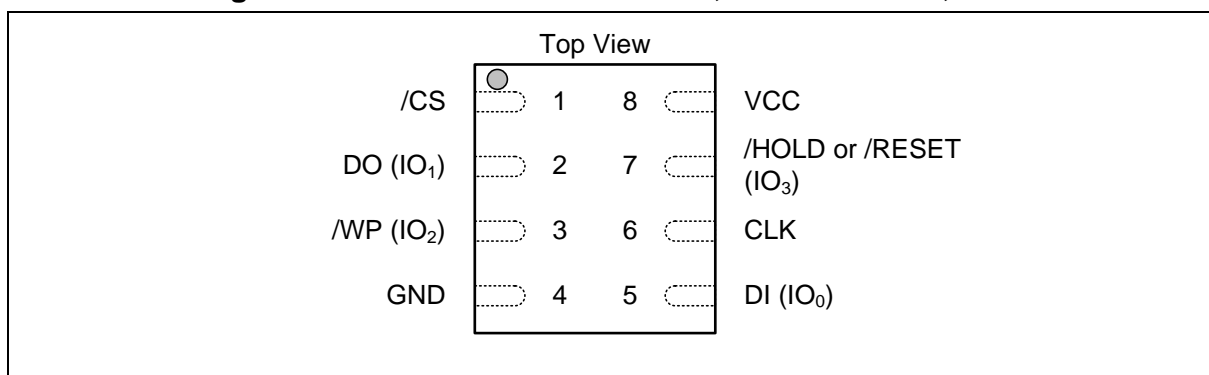 Top View
/CS 1 8 VCC
DO (IO₁) 2 7 /HOLD or /RESET
(IO₃)
/WP (IO₂) 3 6 CLK
GND 4 5 DI (IO₀)